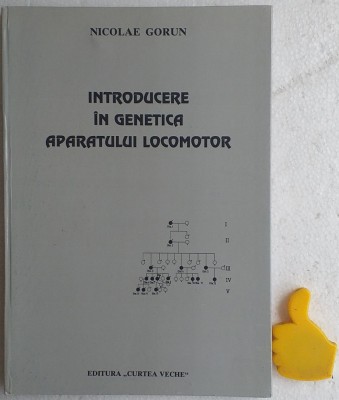 NICOLAE GORUN
INTRODUCERE
ÎN GENETICA
APARATULUI LOCOMOTOR
I
II
III
IV
V
EDITURA „CURTEA VECHE"